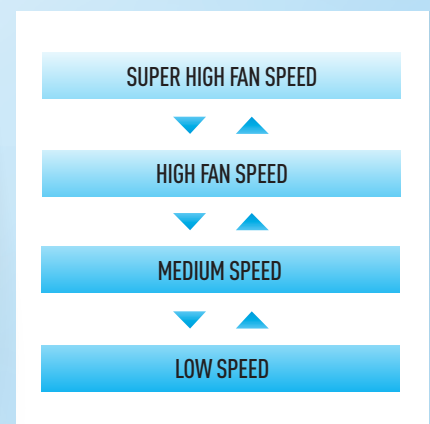 SUPER HIGH FAN SPEED
HIGH FAN SPEED
MEDIUM SPEED
LOW SPEED